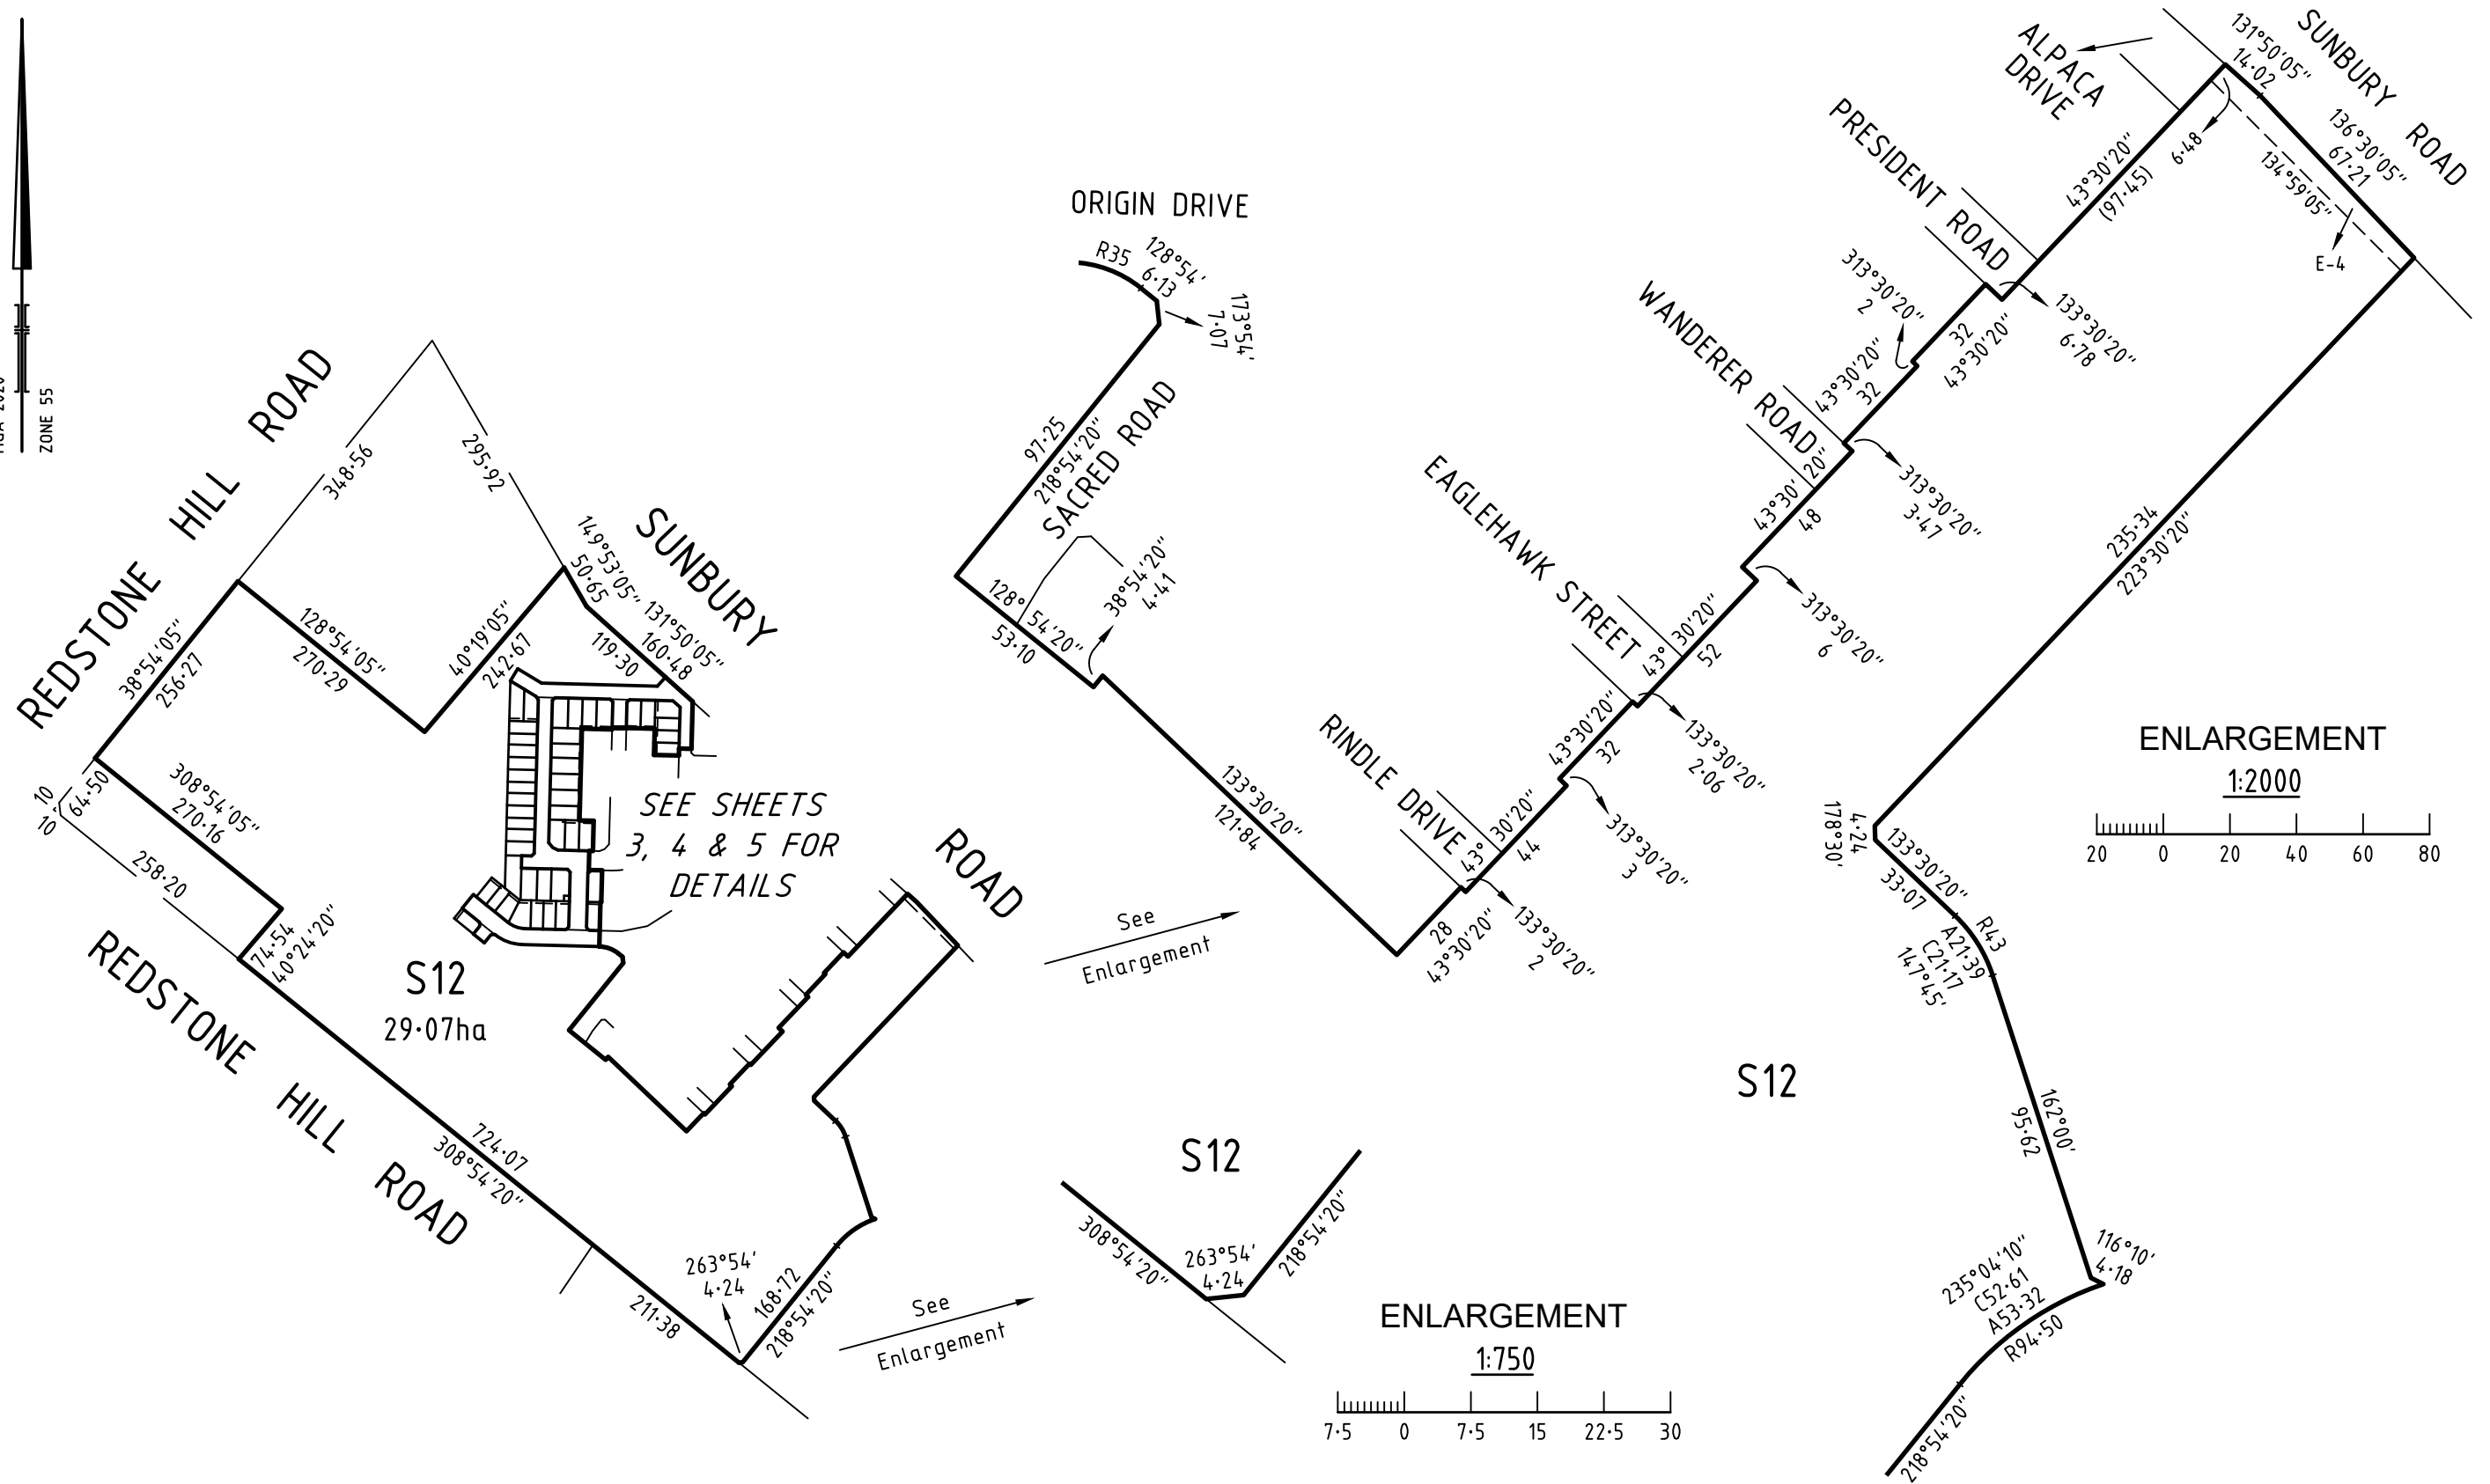 ZONE 55
REDSTONE HILL ROAD
348·56
295·92
SUNBURY
ROAD
149°53'05"
50·65
131°50'05"
160·48
119·30
38°54'05"
256·27
128°54'05"
270·29
40°19'05"
242·67
308°54'05"
270·16
10
10
64·50
258·20
74·54
40°24'20"
SEE SHEETS
3, 4 & 5 FOR
DETAILS
S12
29·07ha
REDSTONE HILL ROAD
724·07
308°54'20"
211·38
263°54'
4·24
168·72
218°54'20"
See
Enlargement
See
Enlargement
ORIGIN DRIVE
R35
128°54'
6·13
173°54'
7·07
97·25
218°54'20"
SACRED ROAD
128° 54'20"
53·10
38°54'20"
4·41
133°30'20"
121·84
28
43°30'20"
133°30'20"
2
RINDLE DRIVE
43° 30'20"
44
313°30'20"
3
43°30'20"
32
133°30'20"
2·06
EAGLEHAWK STREET
43° 30'20"
52
313°30'20"
6
43°30' 20"
48
313°30'20"
3·47
WANDERER ROAD
43°30'20"
32
313°30'20"
2
32
43°30'20"
133°30'20"
6·78
PRESIDENT ROAD
43°30'20"
(97·45)
ALPACA
DRIVE
6·48
131°50'05"
14·02
SUNBURY ROAD
136°30'05"
67·21
134°59'05"
E-4
235·34
223°30'20"
4·24
178°30'
133°30'20"
33·07
R43
A21·39
C21·17
147°45'
162°00'
95·62
116°10'
4·18
235°04'10"
C52·61
A53·32
R94·50
218°54'20"
S12
ENLARGEMENT
1:2000
20 0 20 40 60 80
S12
308°54'20"
263°54'
4·24
218°54'20"
ENLARGEMENT
1:750
7·5 0 7·5 15 22·5 30